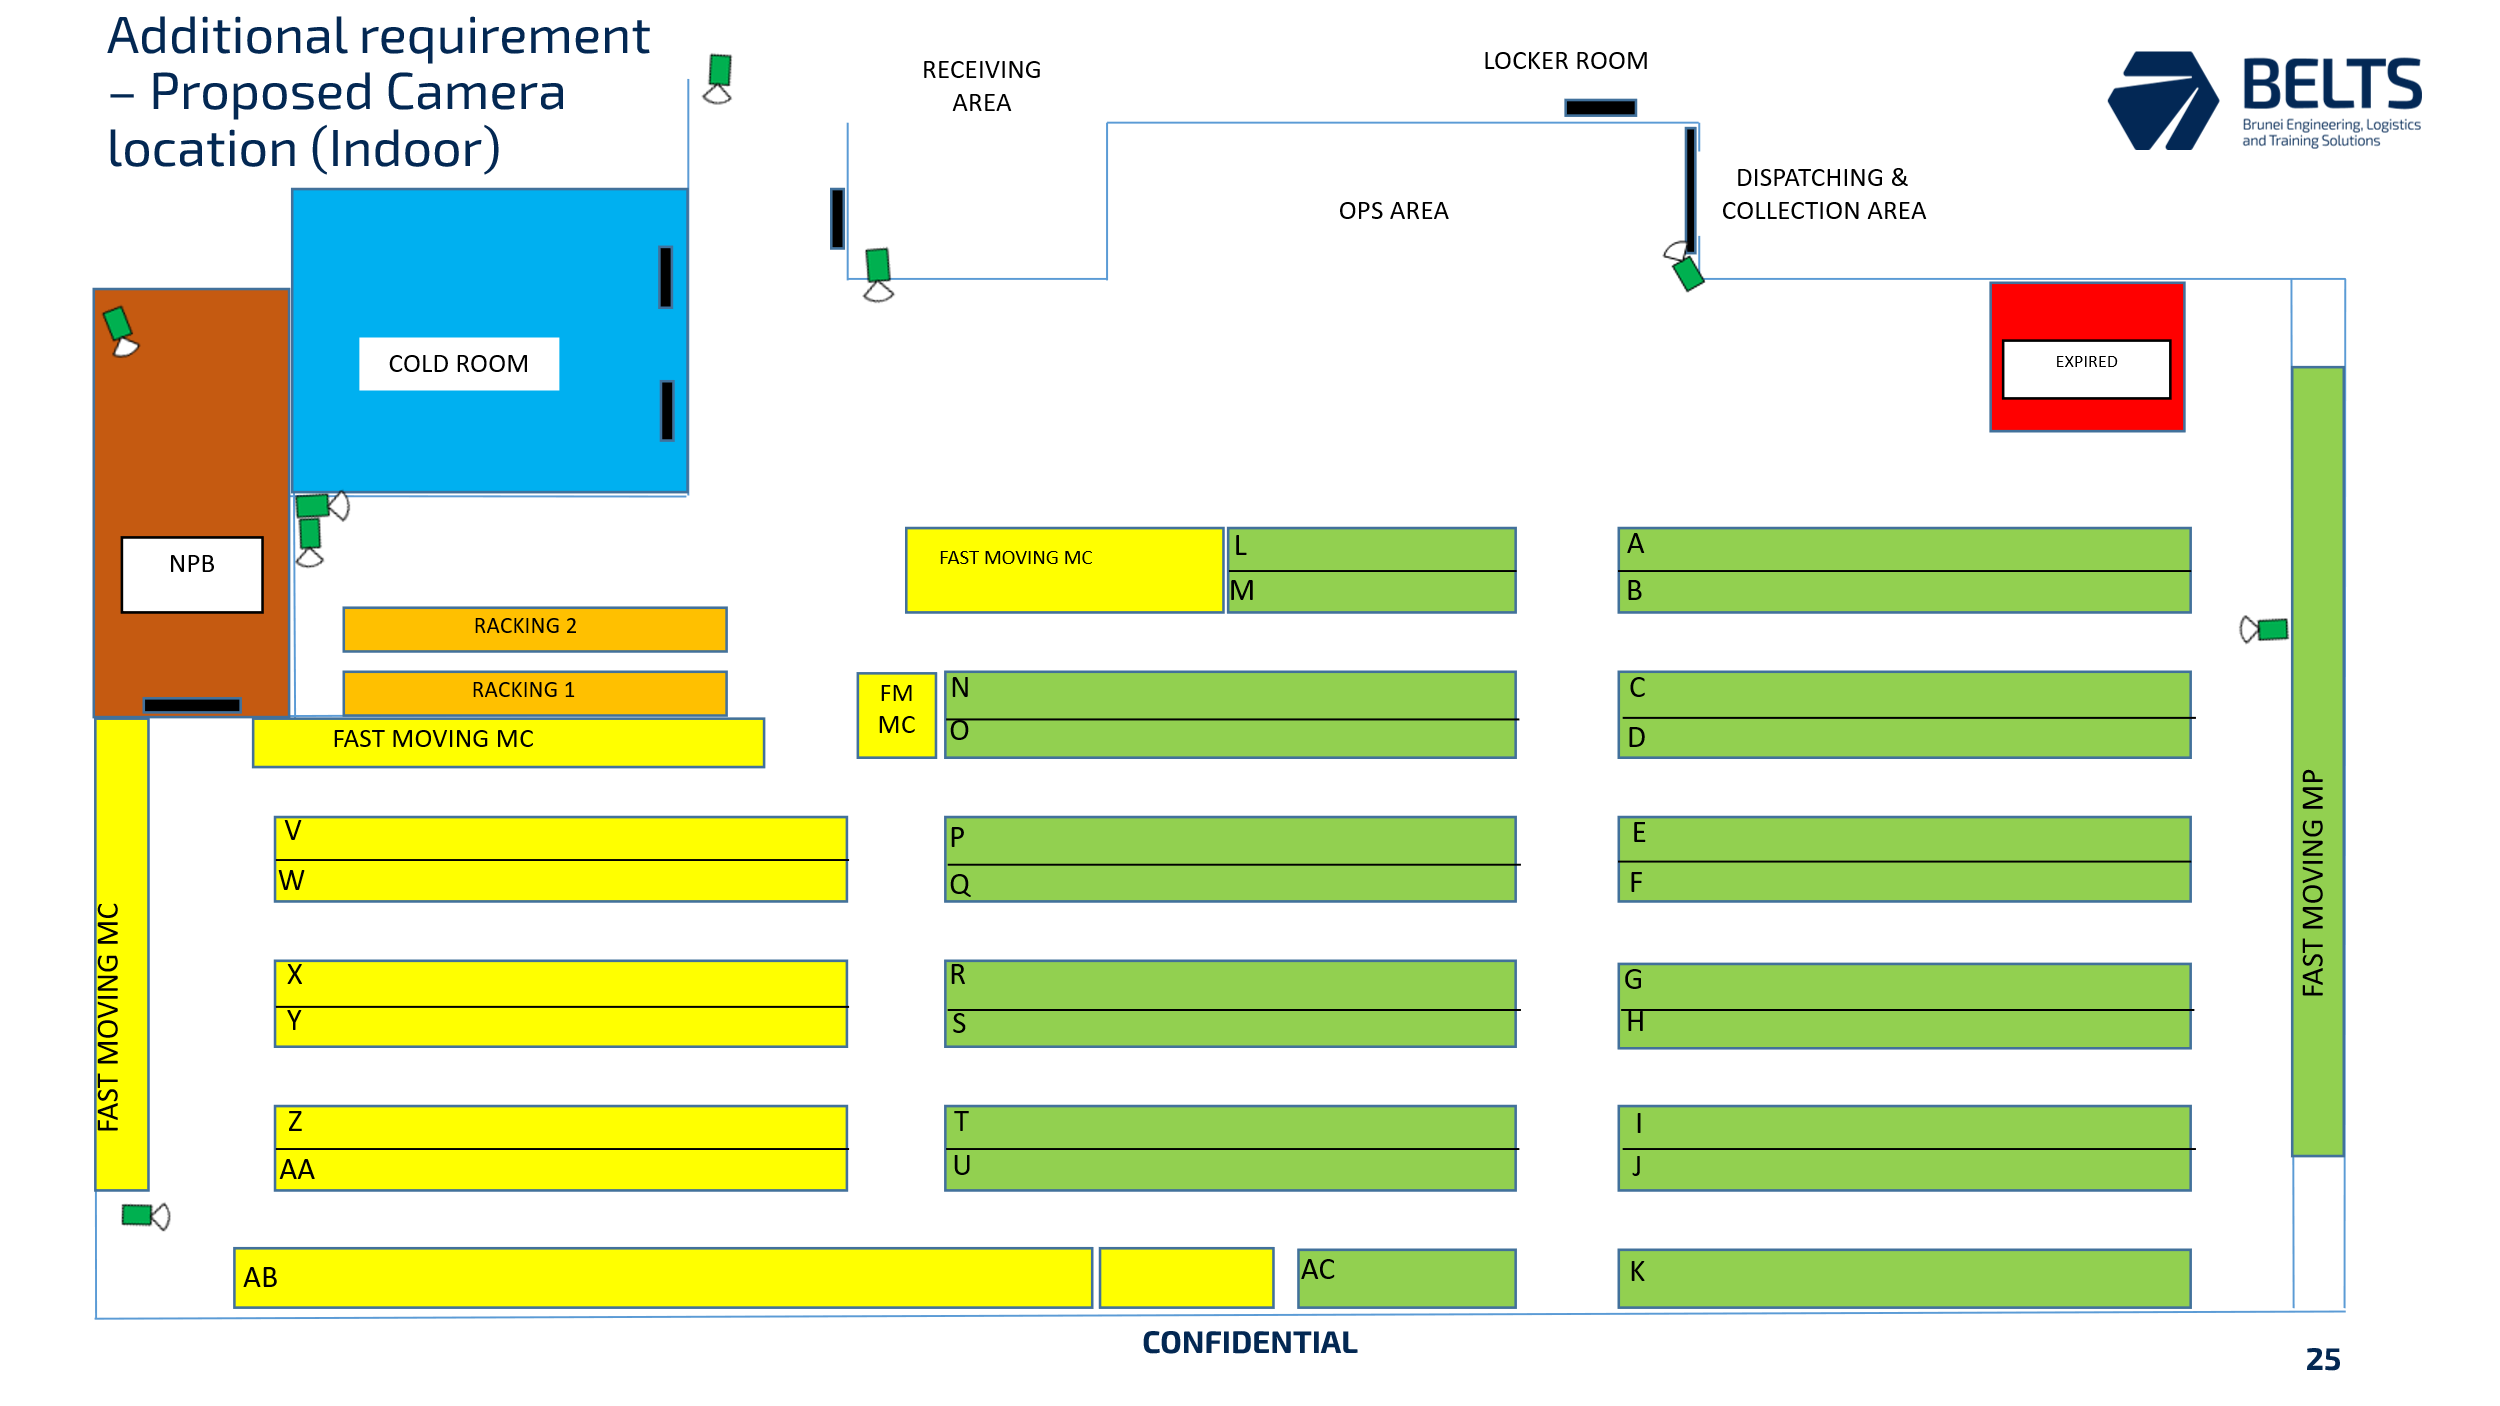 Additional requirement
– Proposed Camera
location (Indoor)
RECEIVING
AREA
LOCKER ROOM
BELTS
Brunei Engineering, Logistics
and Training Solutions
OPS AREA
DISPATCHING &
COLLECTION AREA
COLD ROOM
EXPIRED
NPB
FAST MOVING MC
L
M
A
B
RACKING 2
RACKING 1
FAST MOVING MC
FM
MC
N
O
C
D
V
W
P
Q
E
F
FAST MOVING MP
FAST MOVING MC
X
Y
R
S
G
H
Z
AA
T
U
I
J
AB
AC
K
CONFIDENTIAL
25